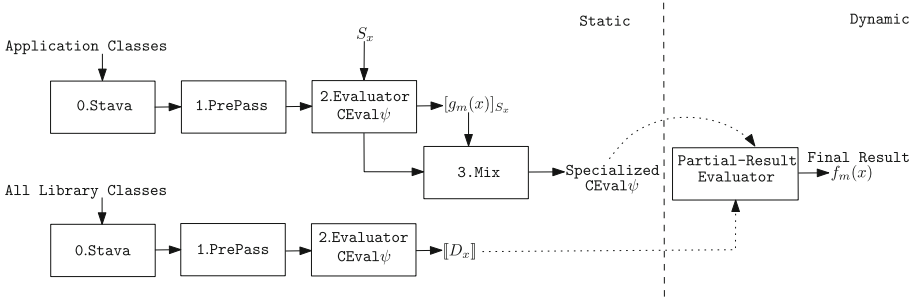 Static
Dynamic
Application Classes
S_x
0.Stava
1.PrePass
2.Evaluator
CEvalψ
[g_m(x)]_{S_x}
3.Mix
Specialized
CEvalψ
Partial-Result
Evaluator
Final Result
f_m(x)
All Library Classes
0.Stava
1.PrePass
2.Evaluator
CEvalψ
⟦D_x⟧